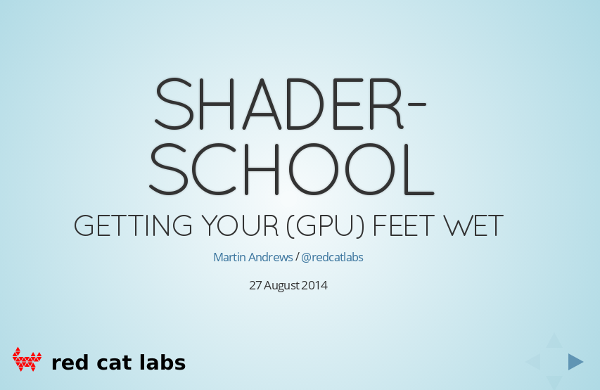 SHADER-
SCHOOL
GETTING YOUR (GPU) FEET WET
Martin Andrews / @redcatlabs
27 August 2014
red cat labs